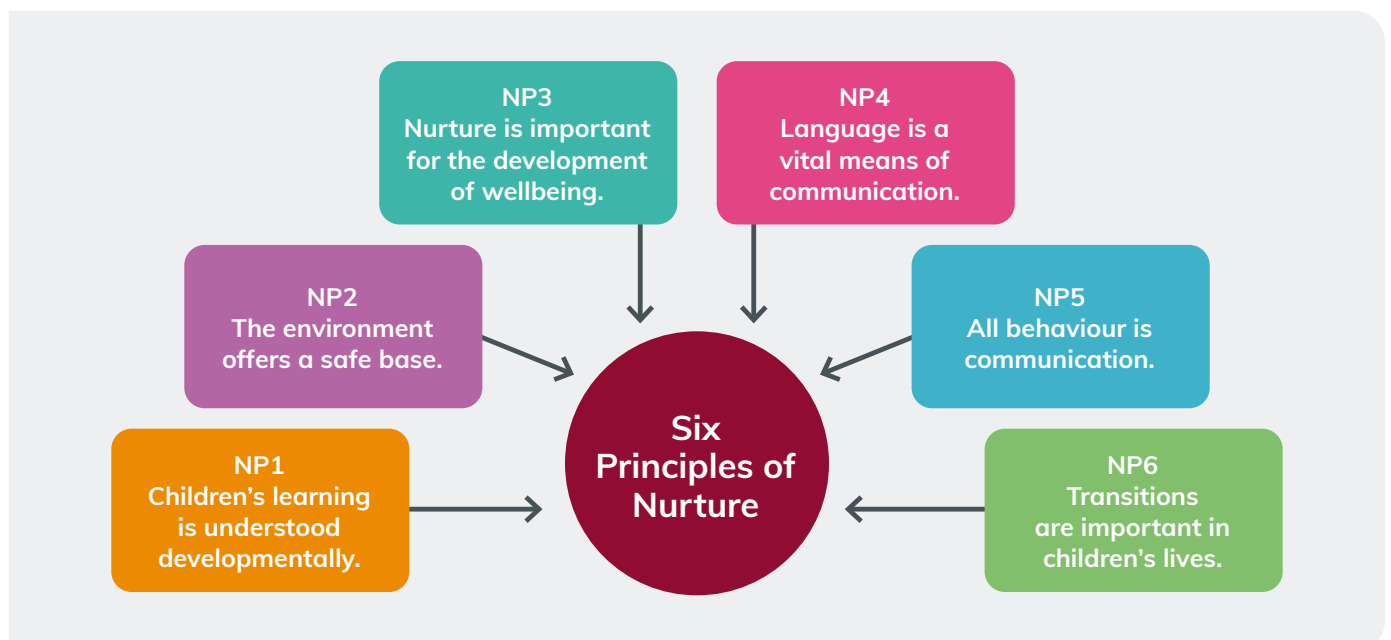 NP3
Nurture is important
for the development
of wellbeing.
NP4
Language is a
vital means of
communication.
NP2
The environment
offers a safe base.
NP5
All behaviour is
communication.
NP1
Children’s learning
is understood
developmentally.
Six
Principles of
Nurture
NP6
Transitions
are important in
children’s lives.